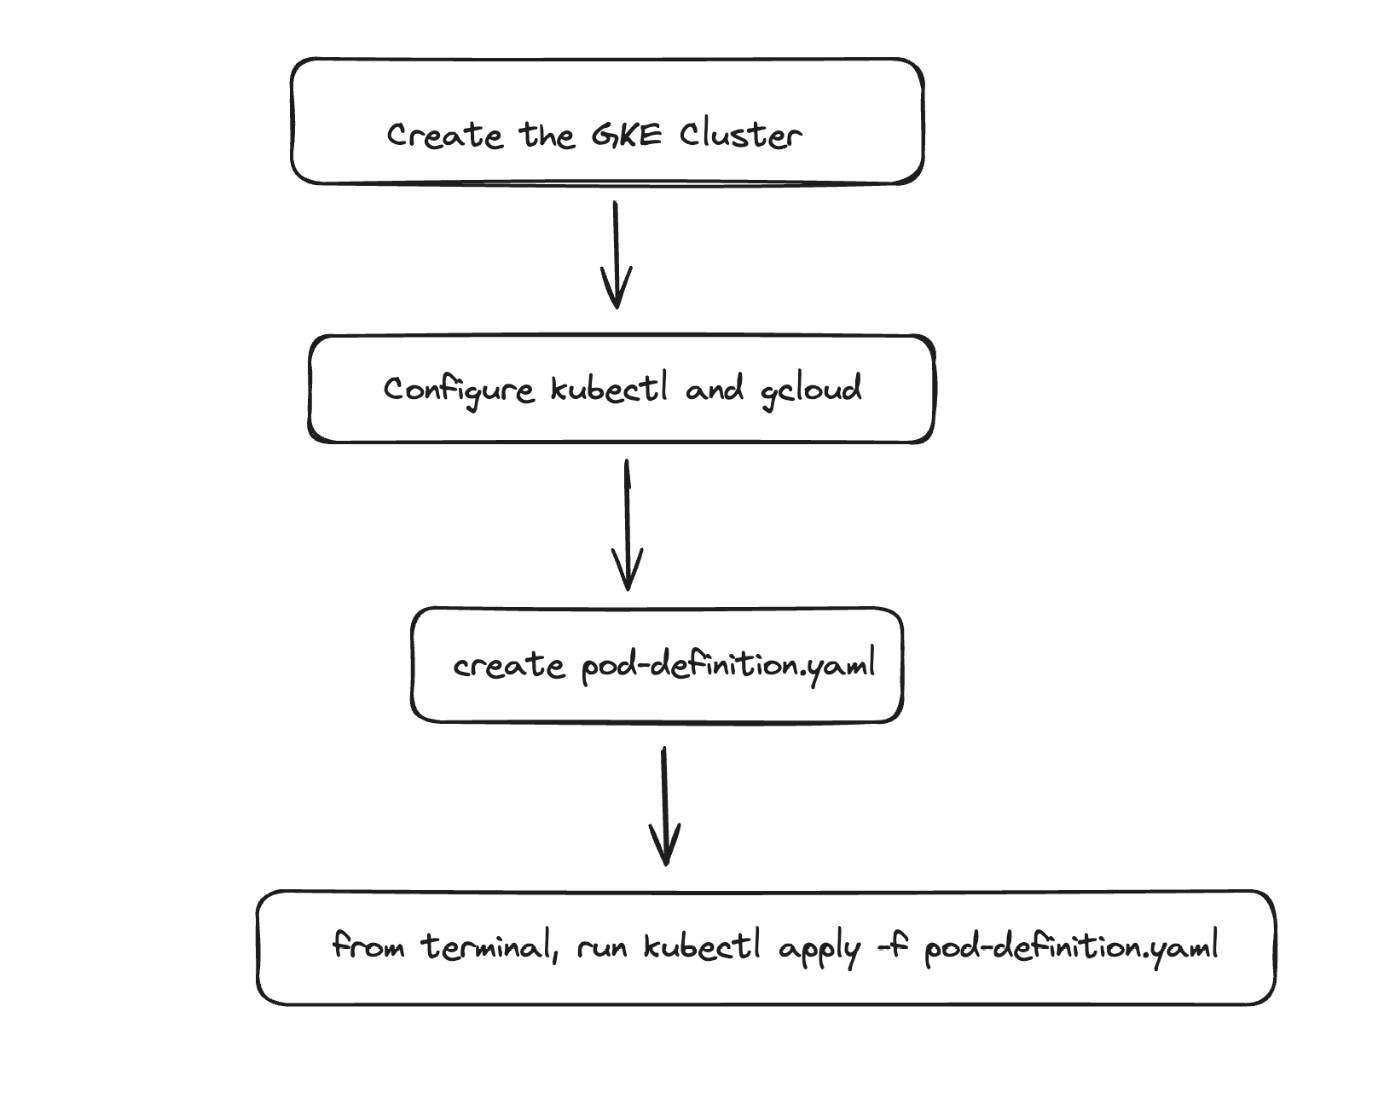 Create the GKE Cluster
Configure kubectl and gcloud
create pod-definition.yaml
from terminal, run kubectl apply -f pod-definition.yaml